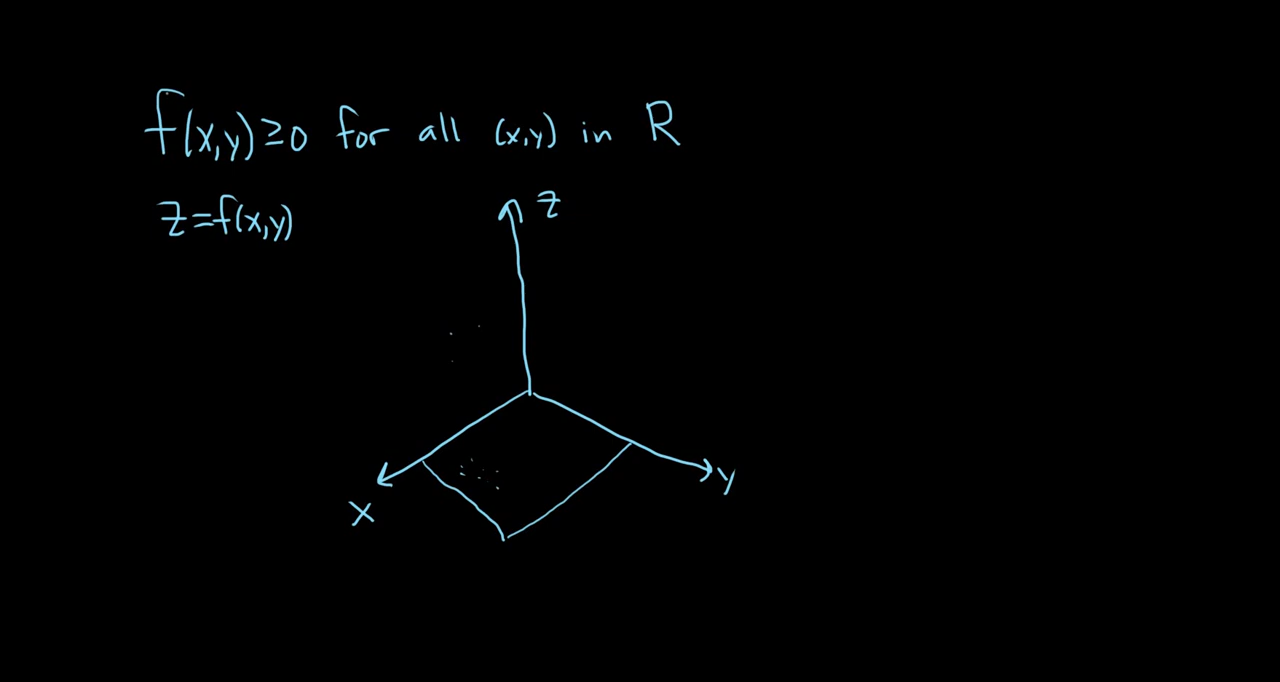 f(x,y)≥0 for all (x,y) in R
z=f(x,y)
z
y
x